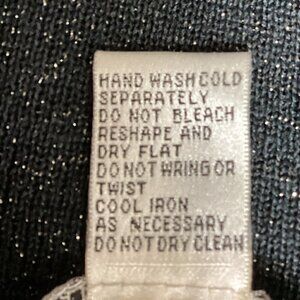 HAND WASH COLD
SEPARATELY
DO NOT BLEACH
RESHAPE AND
DRY FLAT
DO NOT WRING OR
TWIST
COOL IRON
AS NECESSARY
DO NOT DRY CLEAN